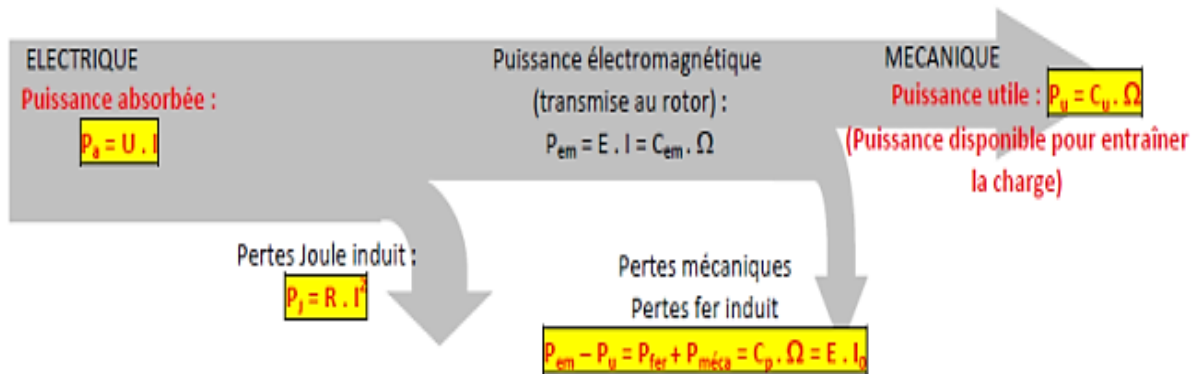 ELECTRIQUE
Puissance absorbée :
Pa = U . I
Puissance électromagnétique
(transmise au rotor) :
Pem = E . I = Cem . Ω
MECANIQUE
Puissance utile : Pu = Cu . Ω
(Puissance disponible pour entraîner
la charge)
Pertes Joule induit :
PJ = R . I²
Pertes mécaniques
Pertes fer induit
Pem – Pu = Pfer + Pméca = Cp . Ω = E . I0